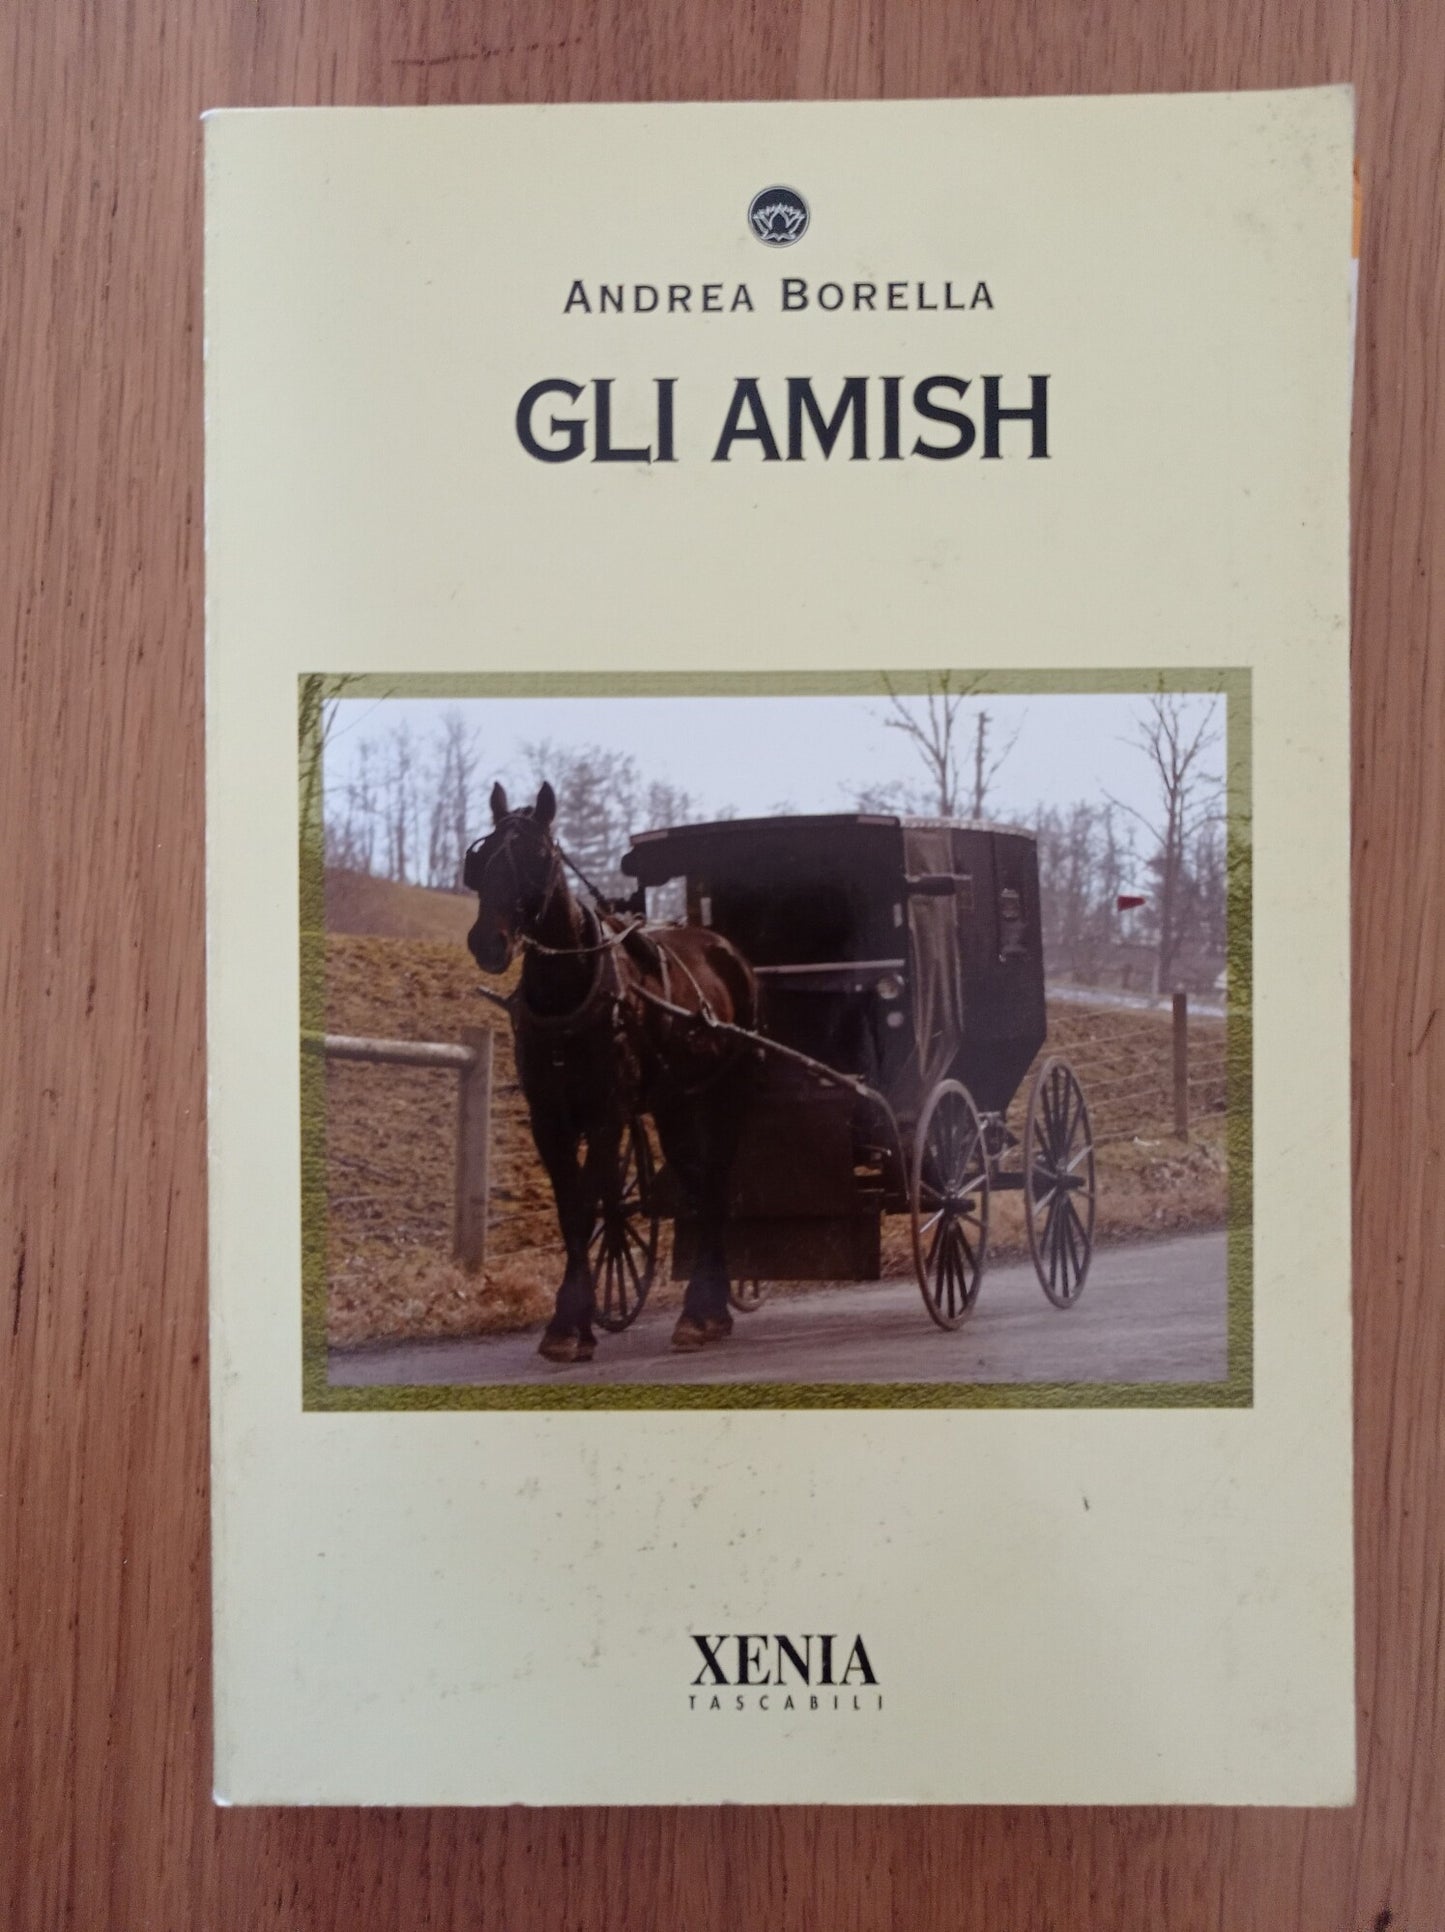 ANDREA BORELLA
GLI AMISH
XENIA
TASCABILI